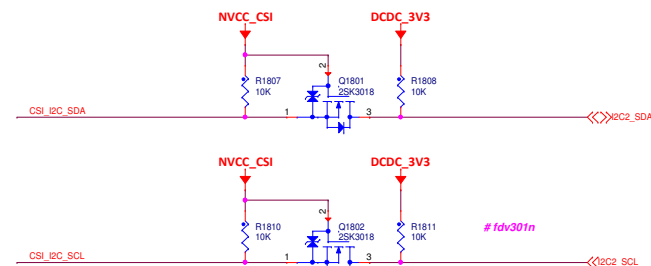 NVCC_CSI DCDC_3V3
2
R1807 Q1801 R1808
10K 2SK3018 10K
CSI_I2C_SDA 1 3 I2C2_SDA
NVCC_CSI DCDC_3V3
2
R1810 Q1802 R1811 # fdv301n
10K 2SK3018 10K
CSI_I2C_SCL 1 3 I2C2_SCL